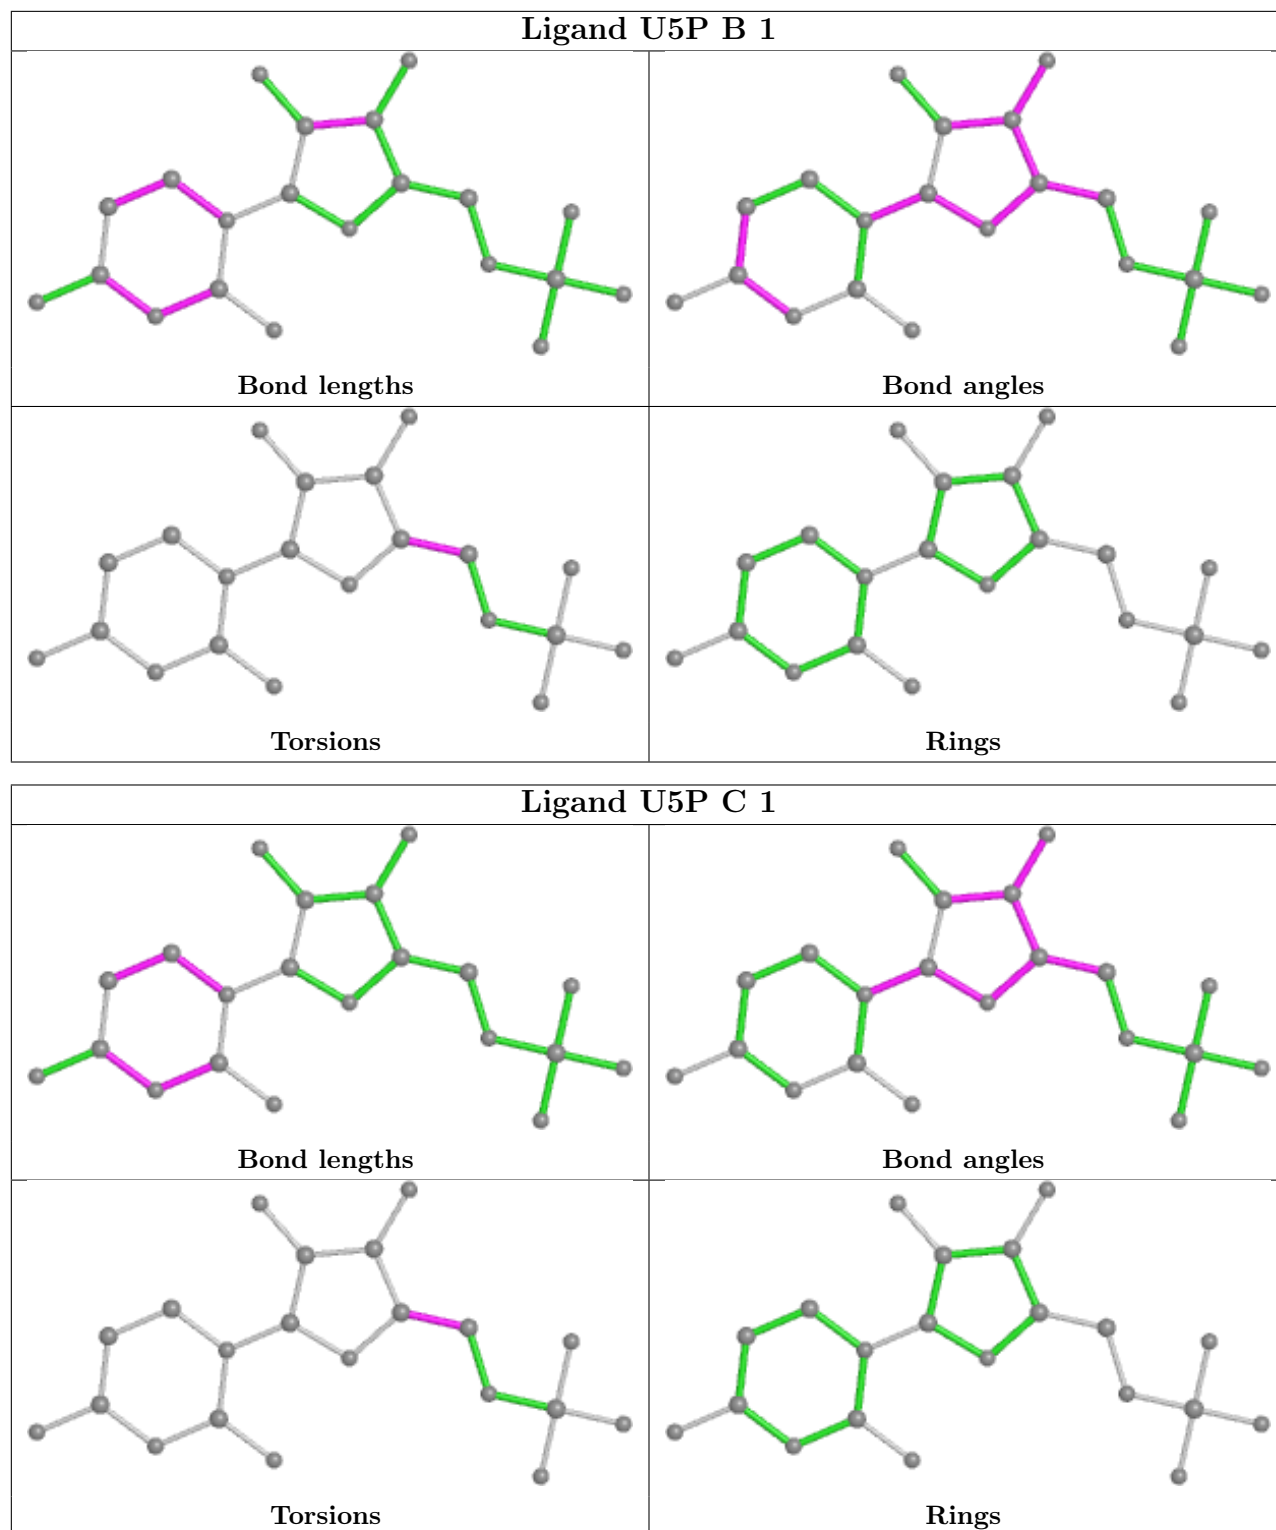 Ligand U5P B 1
Bond lengths
Bond angles
Torsions
Rings
Ligand U5P C 1
Bond lengths
Bond angles
Torsions
Rings